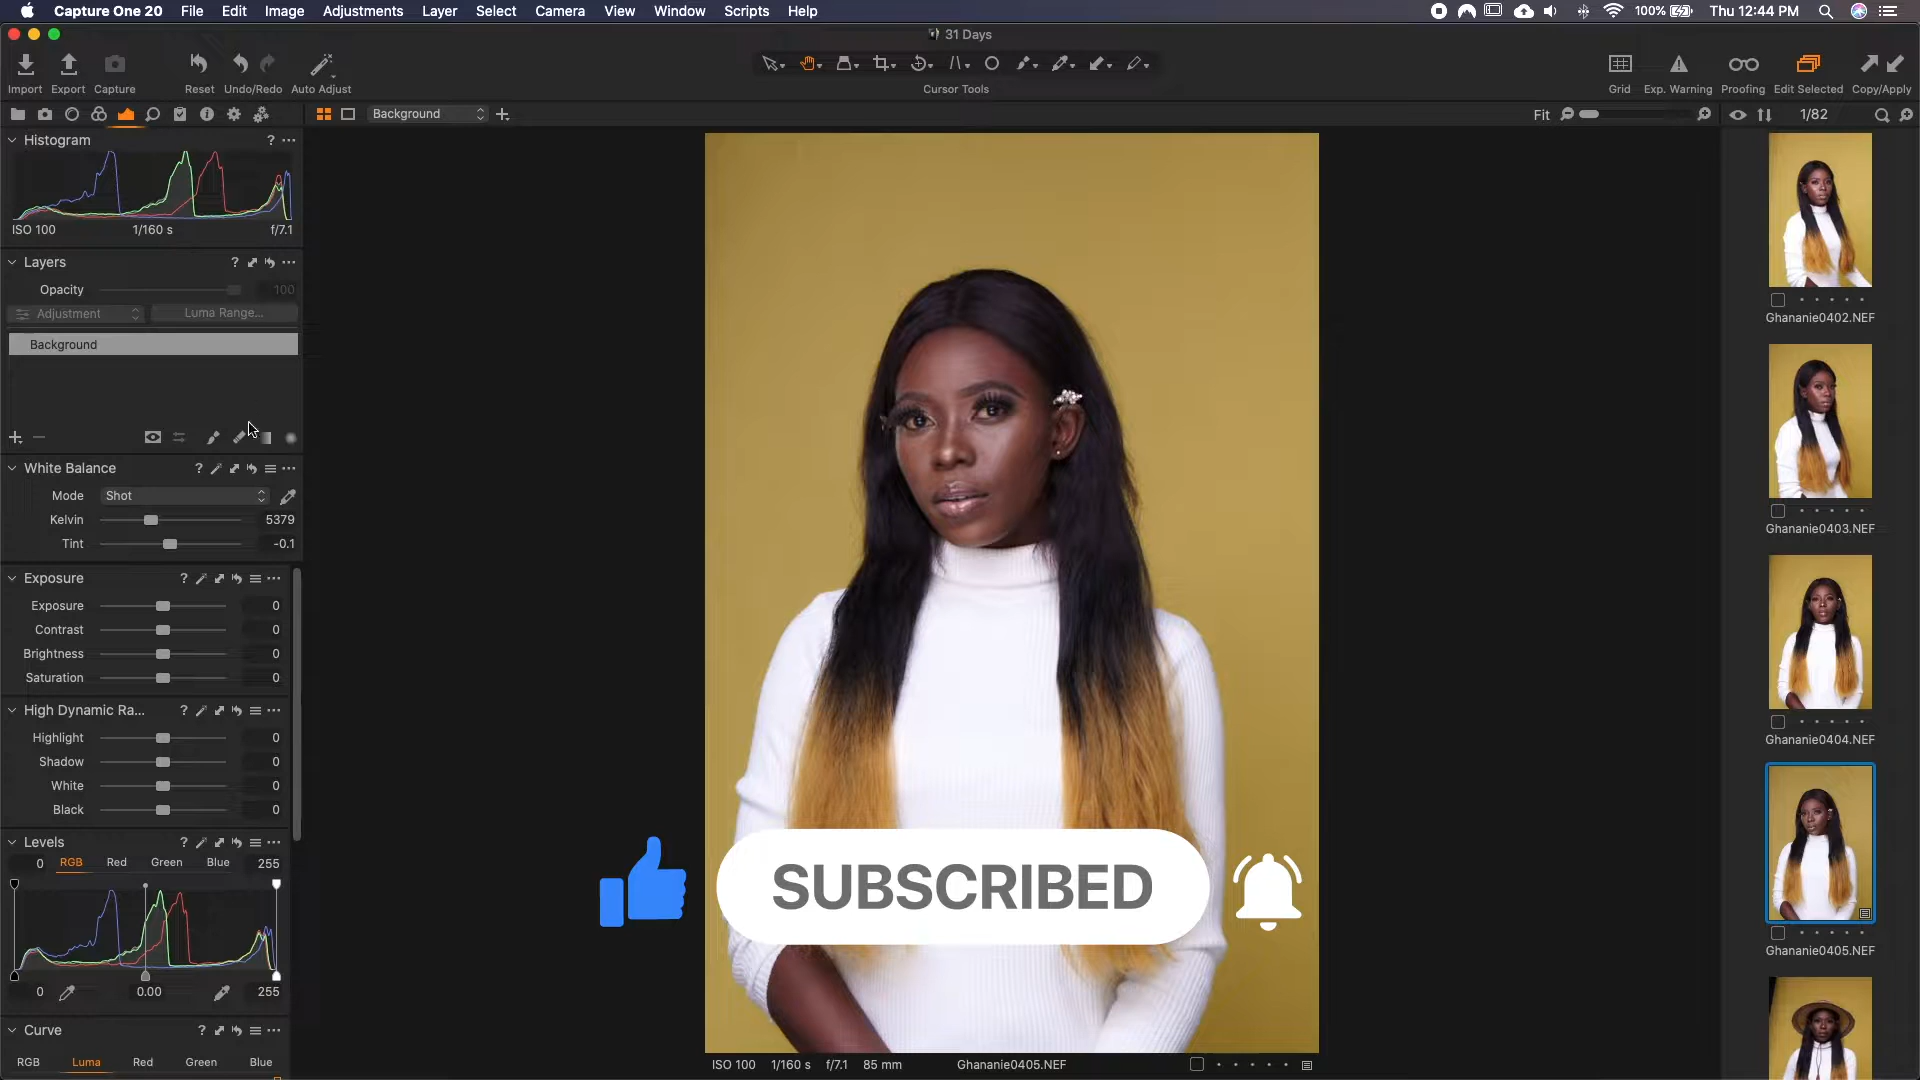 Capture One 20 File Edit Image Adjustments Layer Select Camera View Window Scripts Help 100% Thu 12:44 PM
31 Days
Import Export Capture Reset Undo/Redo Auto Adjust Cursor Tools Grid Exp. Warning Proofing Edit Selected Copy/Apply
Background Fit 1/82
Histogram ?
ISO 100 1/160 s f/7.1
Layers ?
Opacity 100
Adjustment Luma Range...
Background
White Balance ?
Mode Shot
Kelvin 5379
Tint -0.1
Exposure ?
Exposure 0
Contrast 0
Brightness 0
Saturation 0
High Dynamic Ra... ?
Highlight 0
Shadow 0
White 0
Black 0
Levels ?
0 RGB Red Green Blue 255
0 0.00 255
Curve ?
RGB Luma Red Green Blue
SUBSCRIBED
ISO 100 1/160 s f/7.1 85 mm Ghananie0405.NEF
Ghananie0402.NEF
Ghananie0403.NEF
Ghananie0404.NEF
Ghananie0405.NEF